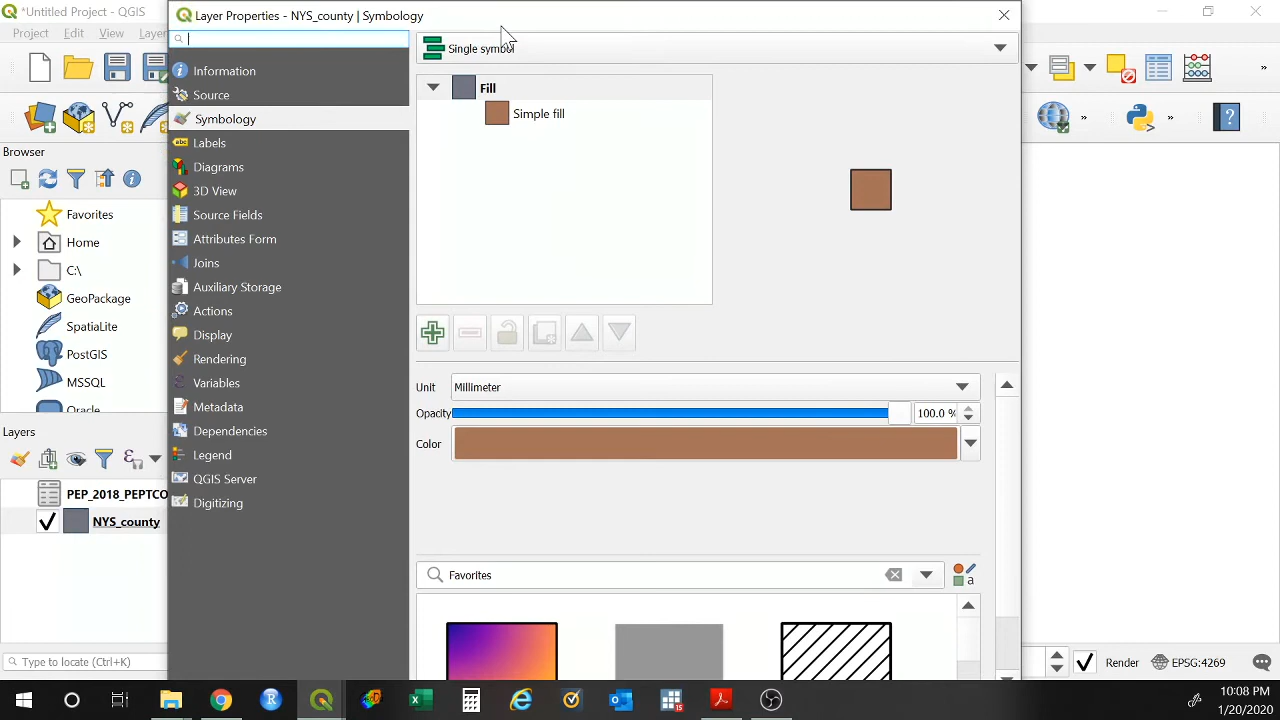 *Untitled Project - QGIS
Layer Properties - NYS_county | Symbology
Project
Edit
View
Layer
Single symbol
Information
Source
Symbology
Labels
Diagrams
3D View
Source Fields
Attributes Form
Joins
Auxiliary Storage
Actions
Display
Rendering
Variables
Metadata
Dependencies
Legend
QGIS Server
Digitizing
Fill
Simple fill
Unit
Millimeter
Opacity
100.0 %
Color
Favorites
a
Browser
Favorites
Home
C:\
GeoPackage
SpatiaLite
PostGIS
MSSQL
Oracle
Layers
PEP_2018_PEPTCO
NYS_county
Type to locate (Ctrl+K)
Render
EPSG:4269
10:08 PM
1/20/2020